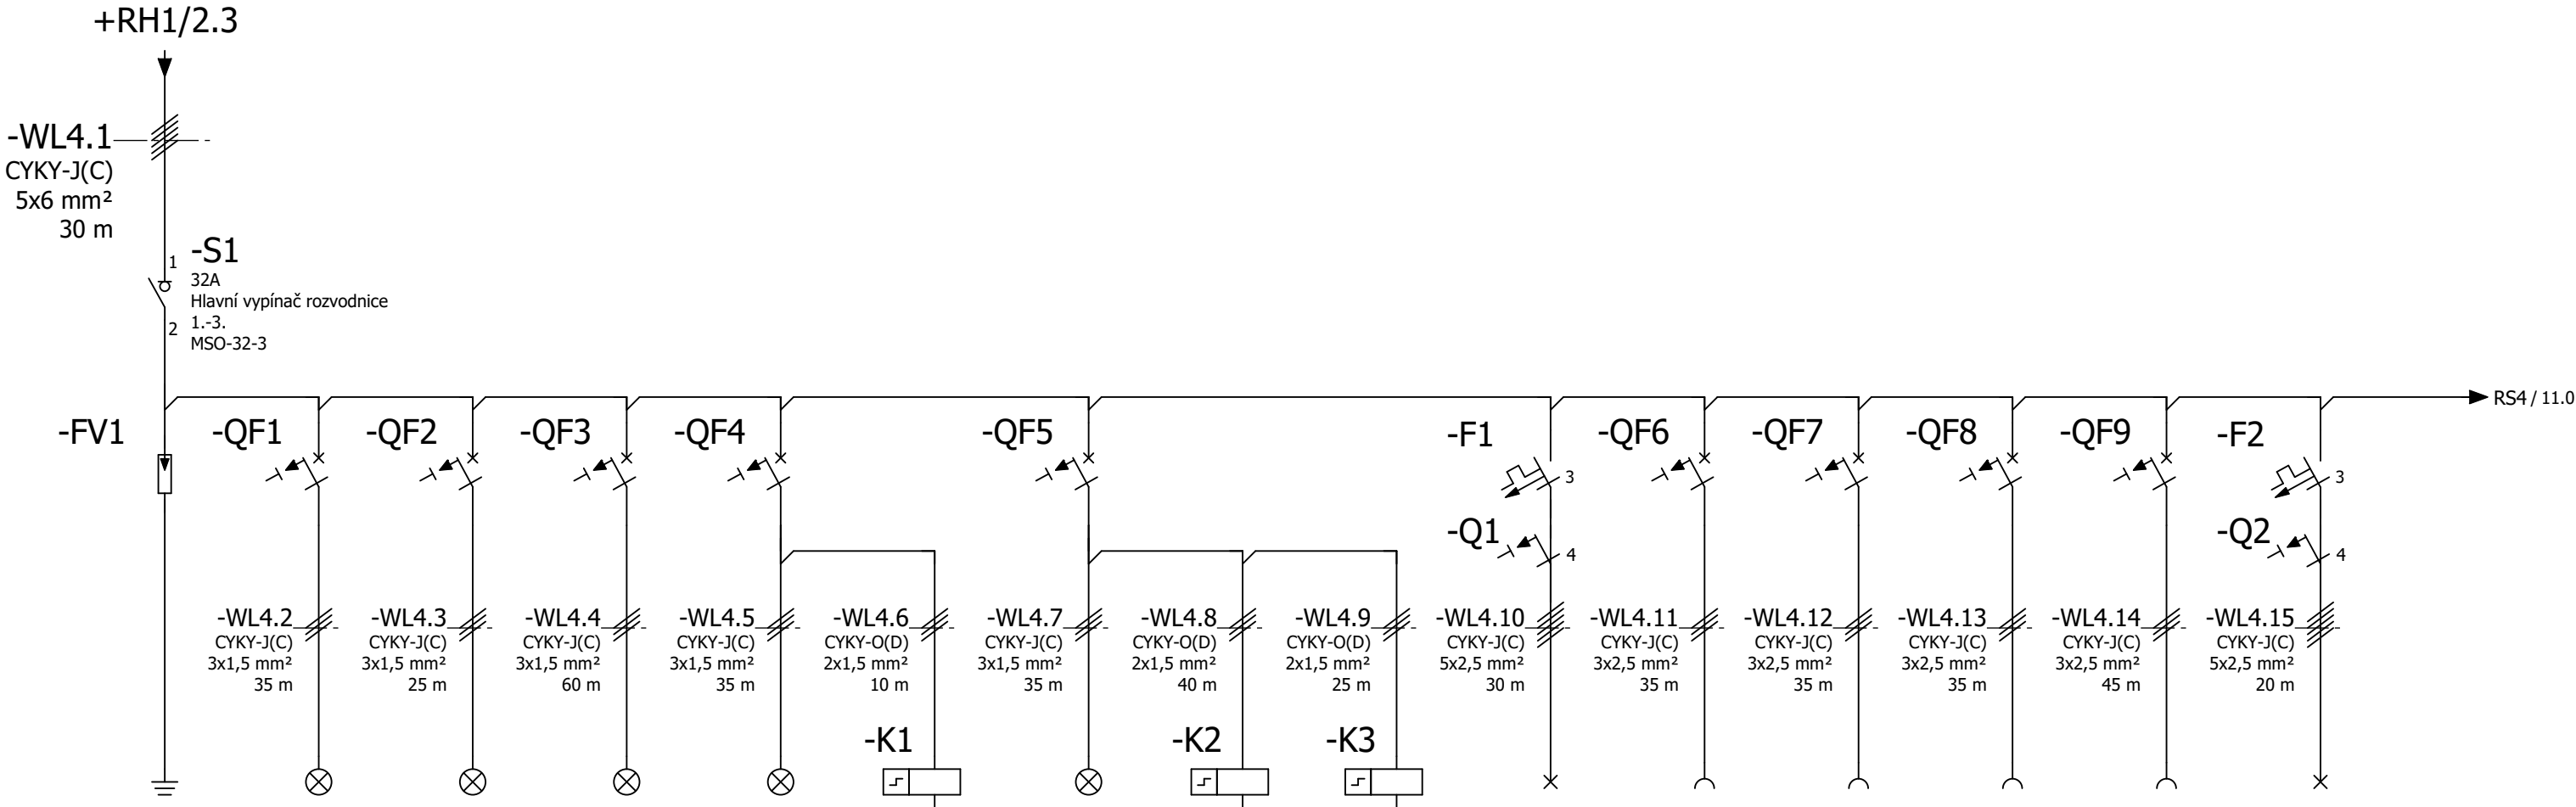 +RH1/2.3
-WL4.1
CYKY-J(C)
5x6 mm²
30 m
1
-S1
32A
Hlavní vypínač rozvodnice
1.-3.
MSO-32-3
2
RS4 / 11.0
-FV1
-QF1
-QF2
-QF3
-QF4
-QF5
-F1
-QF6
-QF7
-QF8
-QF9
-F2
3
3
-Q1
4
-Q2
4
-WL4.2
CYKY-J(C)
3x1,5 mm²
35 m
-WL4.3
CYKY-J(C)
3x1,5 mm²
25 m
-WL4.4
CYKY-J(C)
3x1,5 mm²
60 m
-WL4.5
CYKY-J(C)
3x1,5 mm²
35 m
-WL4.6
CYKY-O(D)
2x1,5 mm²
10 m
-WL4.7
CYKY-J(C)
3x1,5 mm²
35 m
-WL4.8
CYKY-O(D)
2x1,5 mm²
40 m
-WL4.9
CYKY-O(D)
2x1,5 mm²
25 m
-WL4.10
CYKY-J(C)
5x2,5 mm²
30 m
-WL4.11
CYKY-J(C)
3x2,5 mm²
35 m
-WL4.12
CYKY-J(C)
3x2,5 mm²
35 m
-WL4.13
CYKY-J(C)
3x2,5 mm²
35 m
-WL4.14
CYKY-J(C)
3x2,5 mm²
45 m
-WL4.15
CYKY-J(C)
5x2,5 mm²
20 m
-K1
-K2
-K3